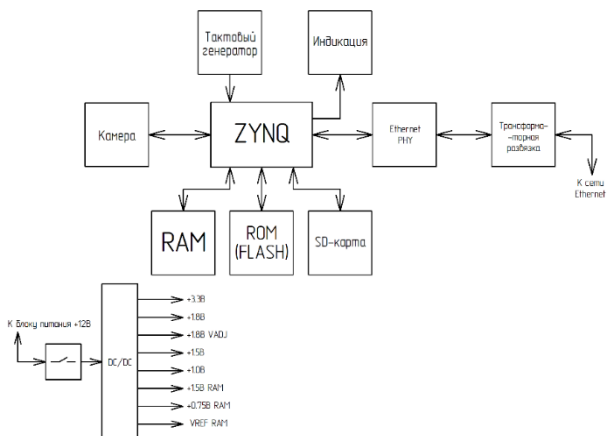 Тактовый
генератор
Индикация
Камера
ZYNQ
Ethernet
PHY
Трансформа-
-торная
развязка
К сети
Ethernet
RAM
ROM
(FLASH)
SD-карта
К блоку питания +12В
DC/DC
+3.3В
+1.8В
+1.8В VADJ
+1.5В
+1.0В
+1.5В RAM
+0.75В RAM
VREF RAM